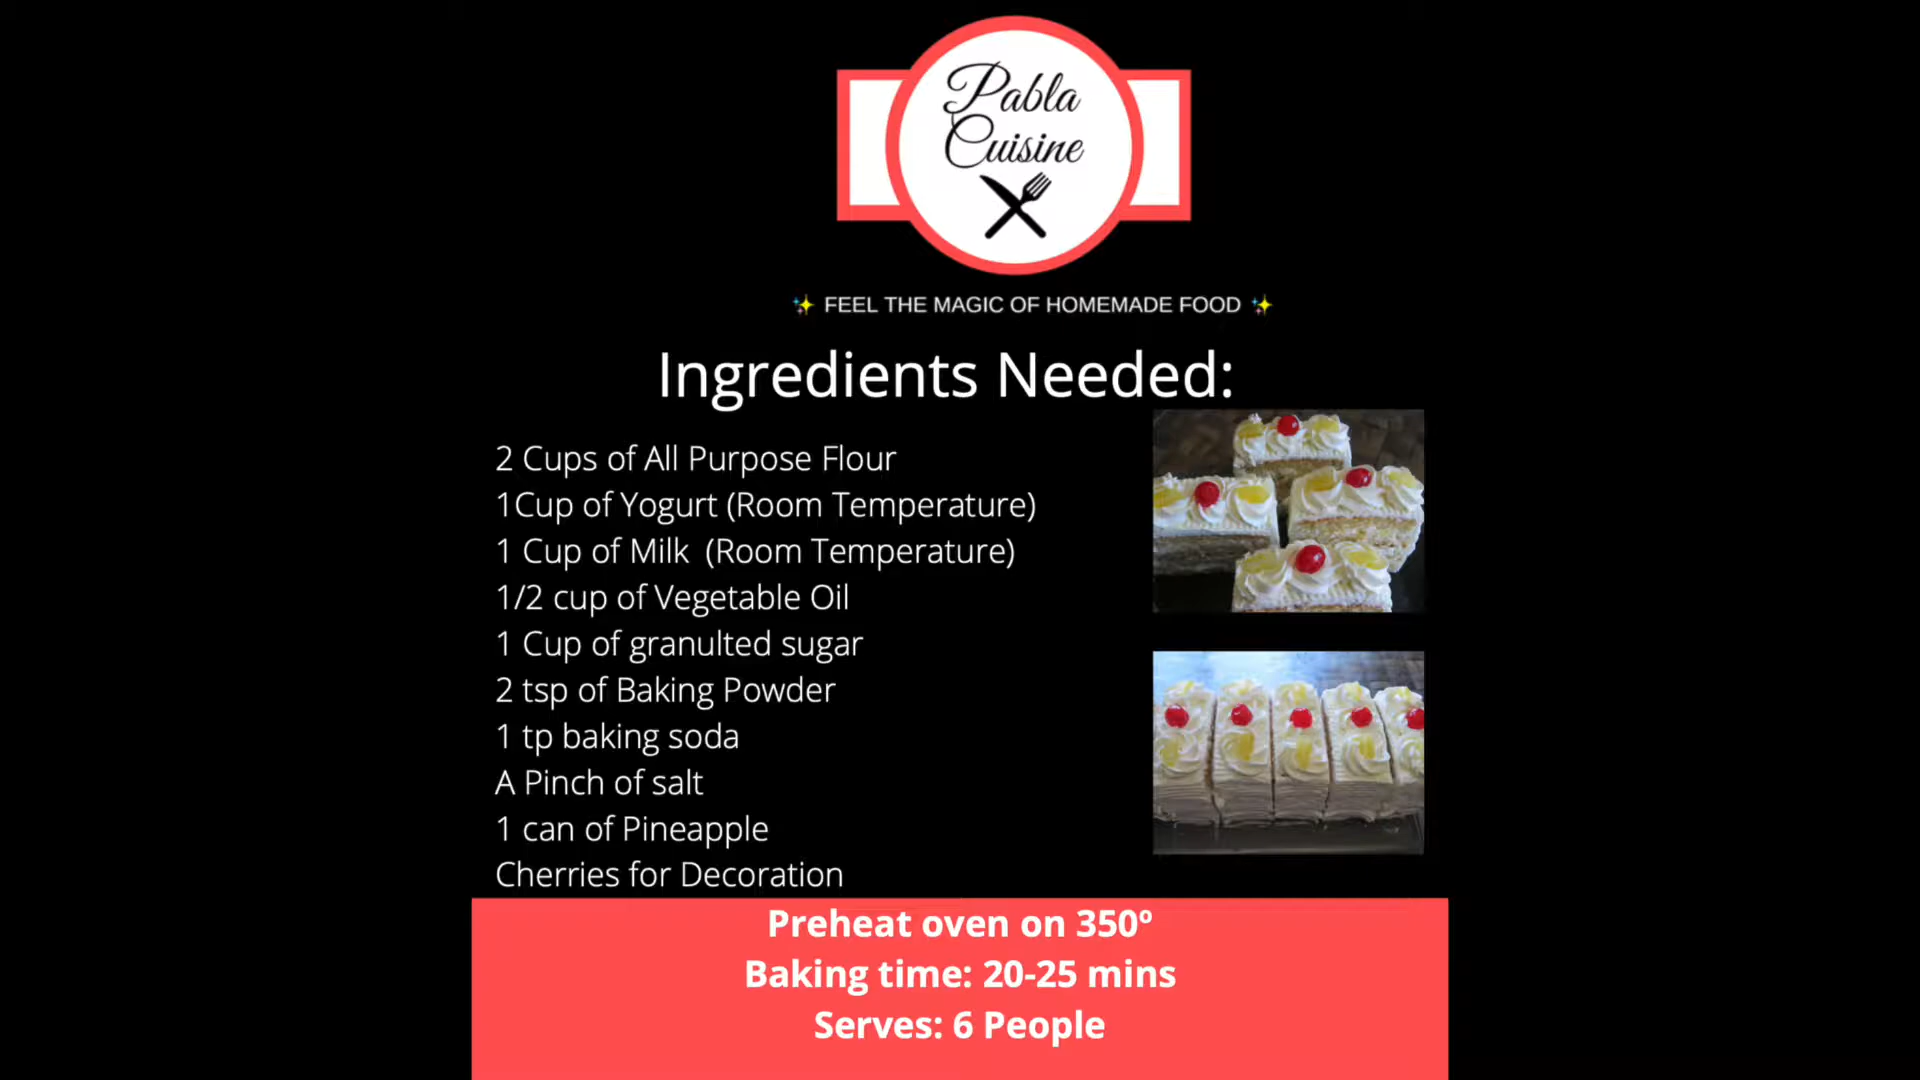 Pabla
Cuisine
✨ FEEL THE MAGIC OF HOMEMADE FOOD ✨
Ingredients Needed:
2 Cups of All Purpose Flour
1Cup of Yogurt (Room Temperature)
1 Cup of Milk  (Room Temperature)
1/2 cup of Vegetable Oil
1 Cup of granulted sugar
2 tsp of Baking Powder
1 tp baking soda
A Pinch of salt
1 can of Pineapple
Cherries for Decoration
Preheat oven on 350º
Baking time: 20-25 mins
Serves: 6 People